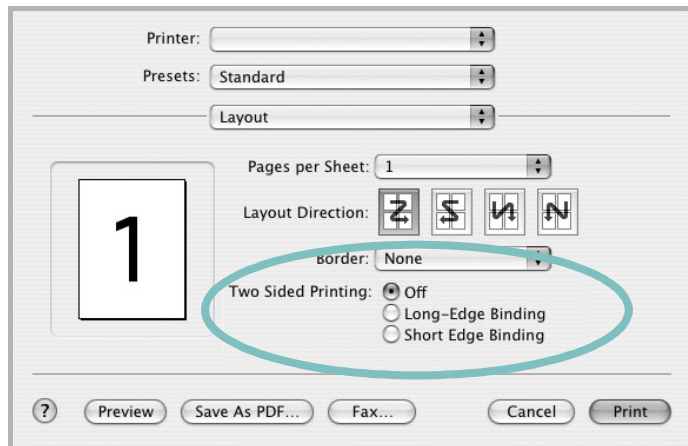 Printer:
Presets: Standard
Layout
Pages per Sheet: 1
Layout Direction:
1
Border: None
Two Sided Printing: Off
Long-Edge Binding
Short Edge Binding
? Preview Save As PDF... Fax... Cancel Print